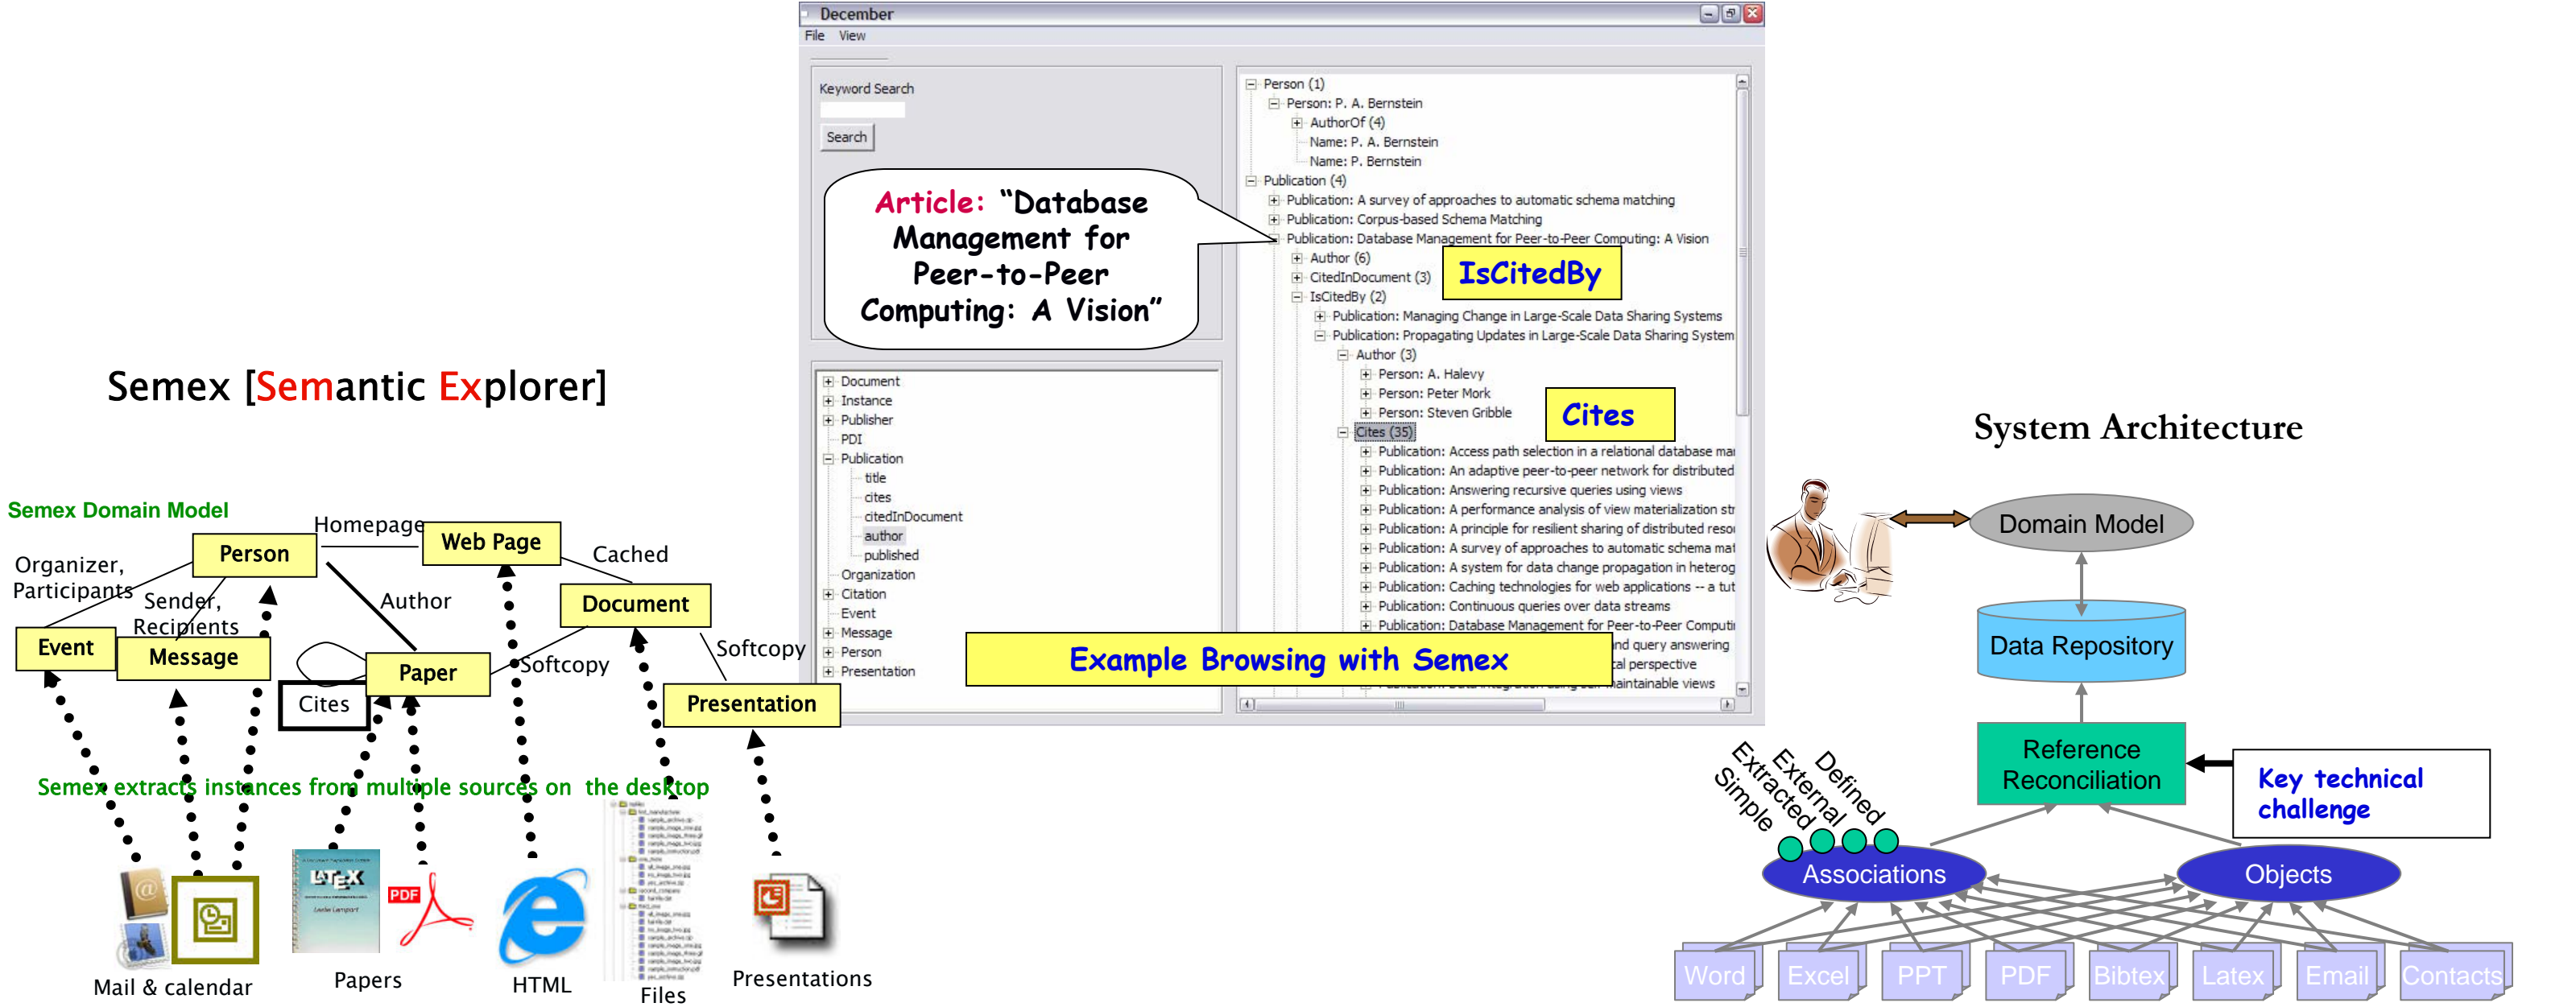 Semex [Semantic Explorer]
Semex Domain Model
Homepage
Person
Web Page
Organizer,
Participants
Cached
Sender,
Recipients
Author
Document
Event
Message
Paper
Softcopy
Softcopy
Cites
Presentation
Semex extracts instances from multiple sources on the desktop
LATEX
Leslie Lamport
PDF
Mail & calendar
Papers
HTML
Files
Presentations
December
File View
Keyword Search
Search
Article: “Database
Management for
Peer-to-Peer
Computing: A Vision”
Document
Instance
Publisher
PDI
Publication
title
cites
citedInDocument
author
published
Organization
Citation
Event
Message
Person
Presentation
Person (1)
Person: P. A. Bernstein
AuthorOf (4)
Name: P. A. Bernstein
Name: P. Bernstein
Publication (4)
Publication: A survey of approaches to automatic schema matching
Publication: Corpus-based Schema Matching
Publication: Database Management for Peer-to-Peer Computing: A Vision
Author (6)
CitedInDocument (3)
IsCitedBy
IsCitedBy (2)
Publication: Managing Change in Large-Scale Data Sharing Systems
Publication: Propagating Updates in Large-Scale Data Sharing System
Author (3)
Person: A. Halevy
Person: Peter Mork
Person: Steven Gribble
Cites
Cites (35)
Publication: Access path selection in a relational database
Publication: An adaptive peer-to-peer network for distributed
Publication: Answering recursive queries using views
Publication: A performance analysis of view materialization
Publication: A principle for resilient sharing of distributed
Publication: A survey of approaches to automatic schema
Publication: A system for data change propagation in
Publication: Caching technologies for web applications -- a
Publication: Continuous queries over data streams
Publication: Database Management for Peer-to-Peer
and query answering
perspective
maintainable views
Example Browsing with Semex
System Architecture
Domain Model
Data Repository
Reference
Reconciliation
Key technical
challenge
Simple
Extracted
External
Defined
Associations
Objects
Word
Excel
PPT
PDF
Bibtex
Latex
Email
Contacts